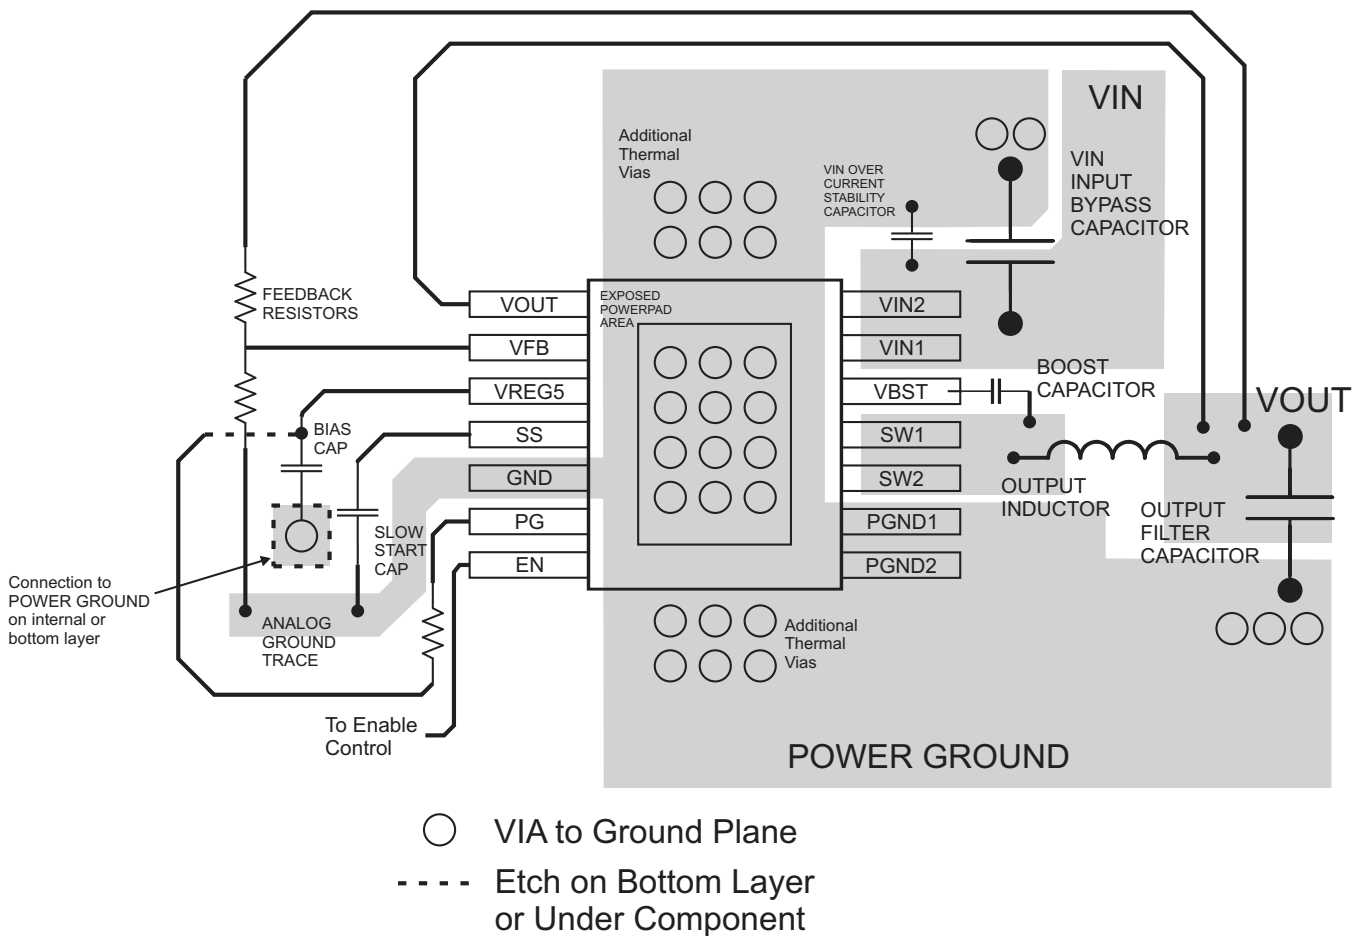 VIN
Additional
Thermal
Vias
VIN OVER
CURRENT
STABILITY
CAPACITOR
VIN
INPUT
BYPASS
CAPACITOR
FEEDBACK
RESISTORS
VOUT
EXPOSED
POWERPAD
AREA
VIN2
VFB
VIN1
VREG5
VBST
BOOST
CAPACITOR
VOUT
BIAS
CAP
SS
SW1
GND
SW2
OUTPUT
INDUCTOR
PG
PGND1
OUTPUT
FILTER
CAPACITOR
SLOW
START
CAP
EN
PGND2
Connection to
POWER GROUND
on internal or
bottom layer
ANALOG
GROUND
TRACE
Additional
Thermal
Vias
To Enable
Control
POWER GROUND
VIA to Ground Plane
Etch on Bottom Layer
or Under Component